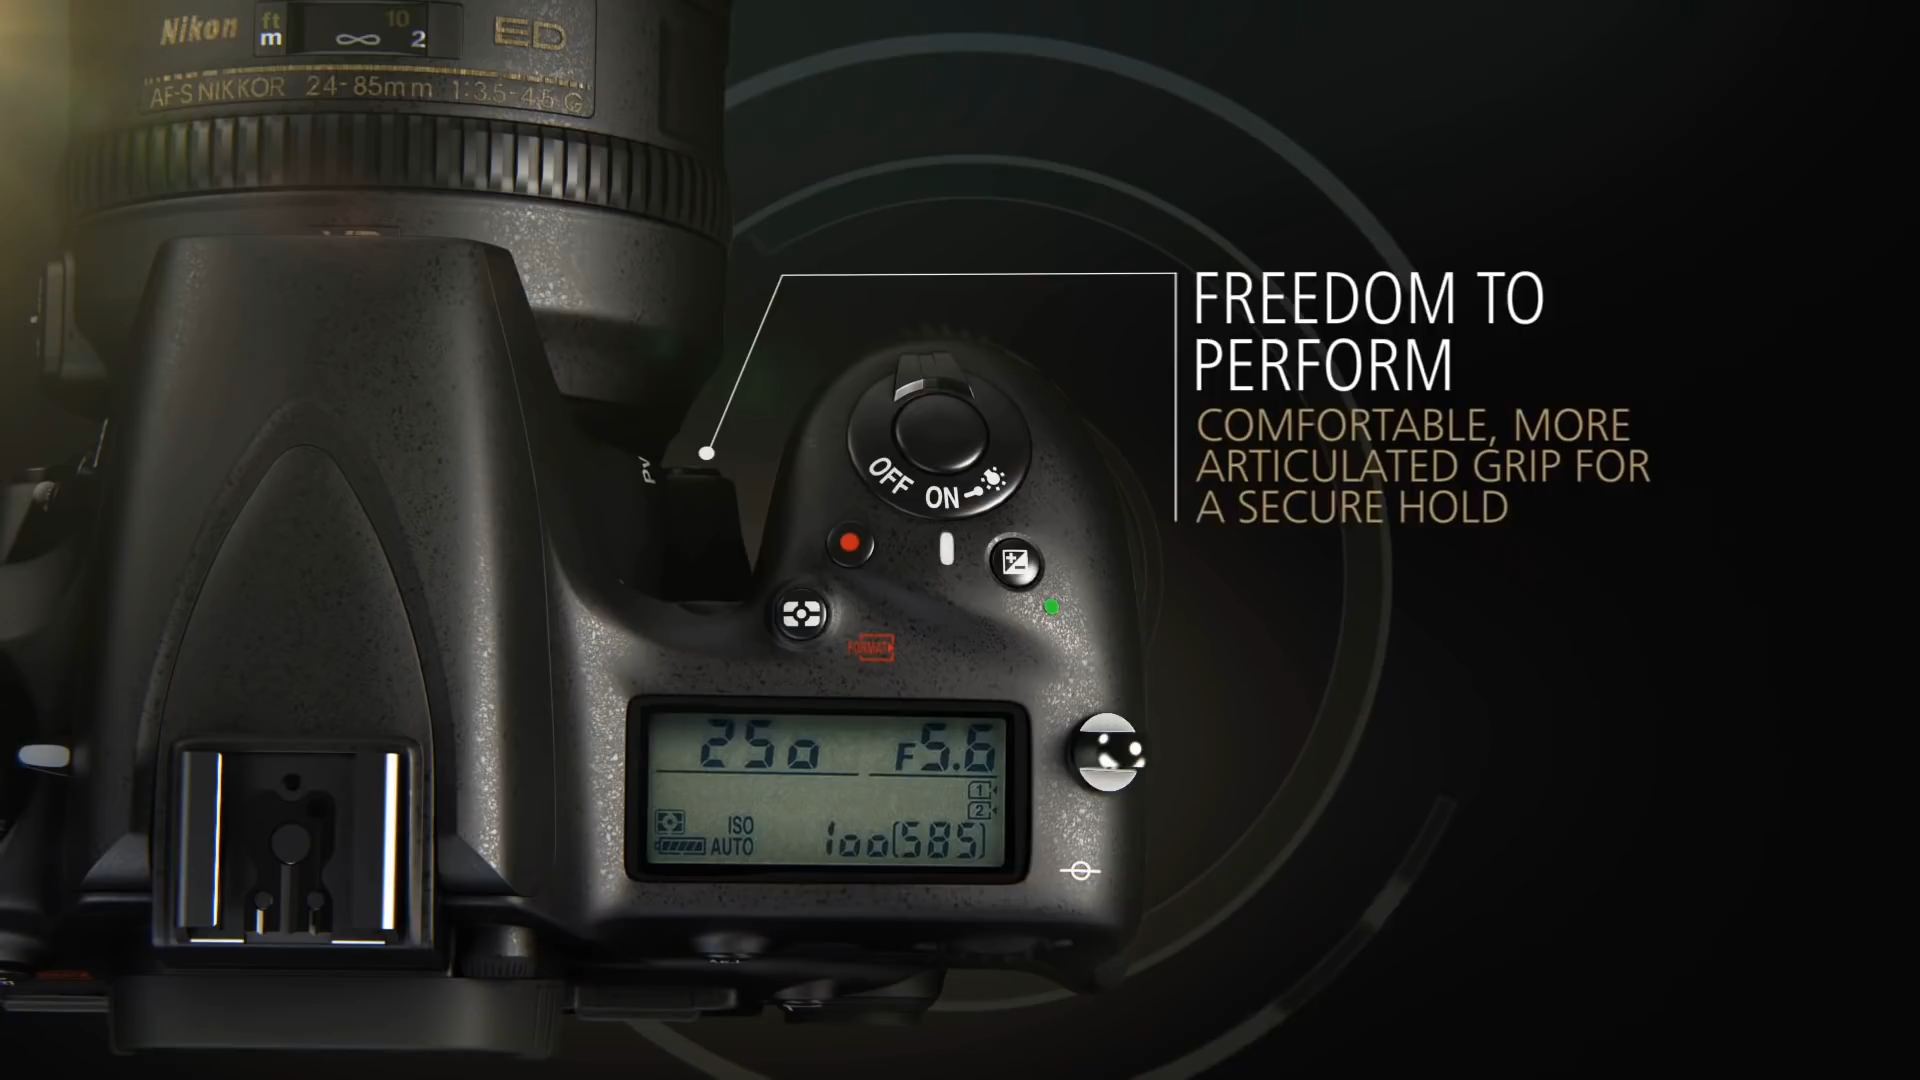 Nikon
ft
m
10
∞ 2
ED
AF-S NIKKOR 24-85mm 1:3.5-4.5 G
FREEDOM TO
PERFORM
COMFORTABLE, MORE
ARTICULATED GRIP FOR
A SECURE HOLD
Pv
OFF ON
FORMAT
250 F5.6
1
2
ISO
AUTO 100(585)